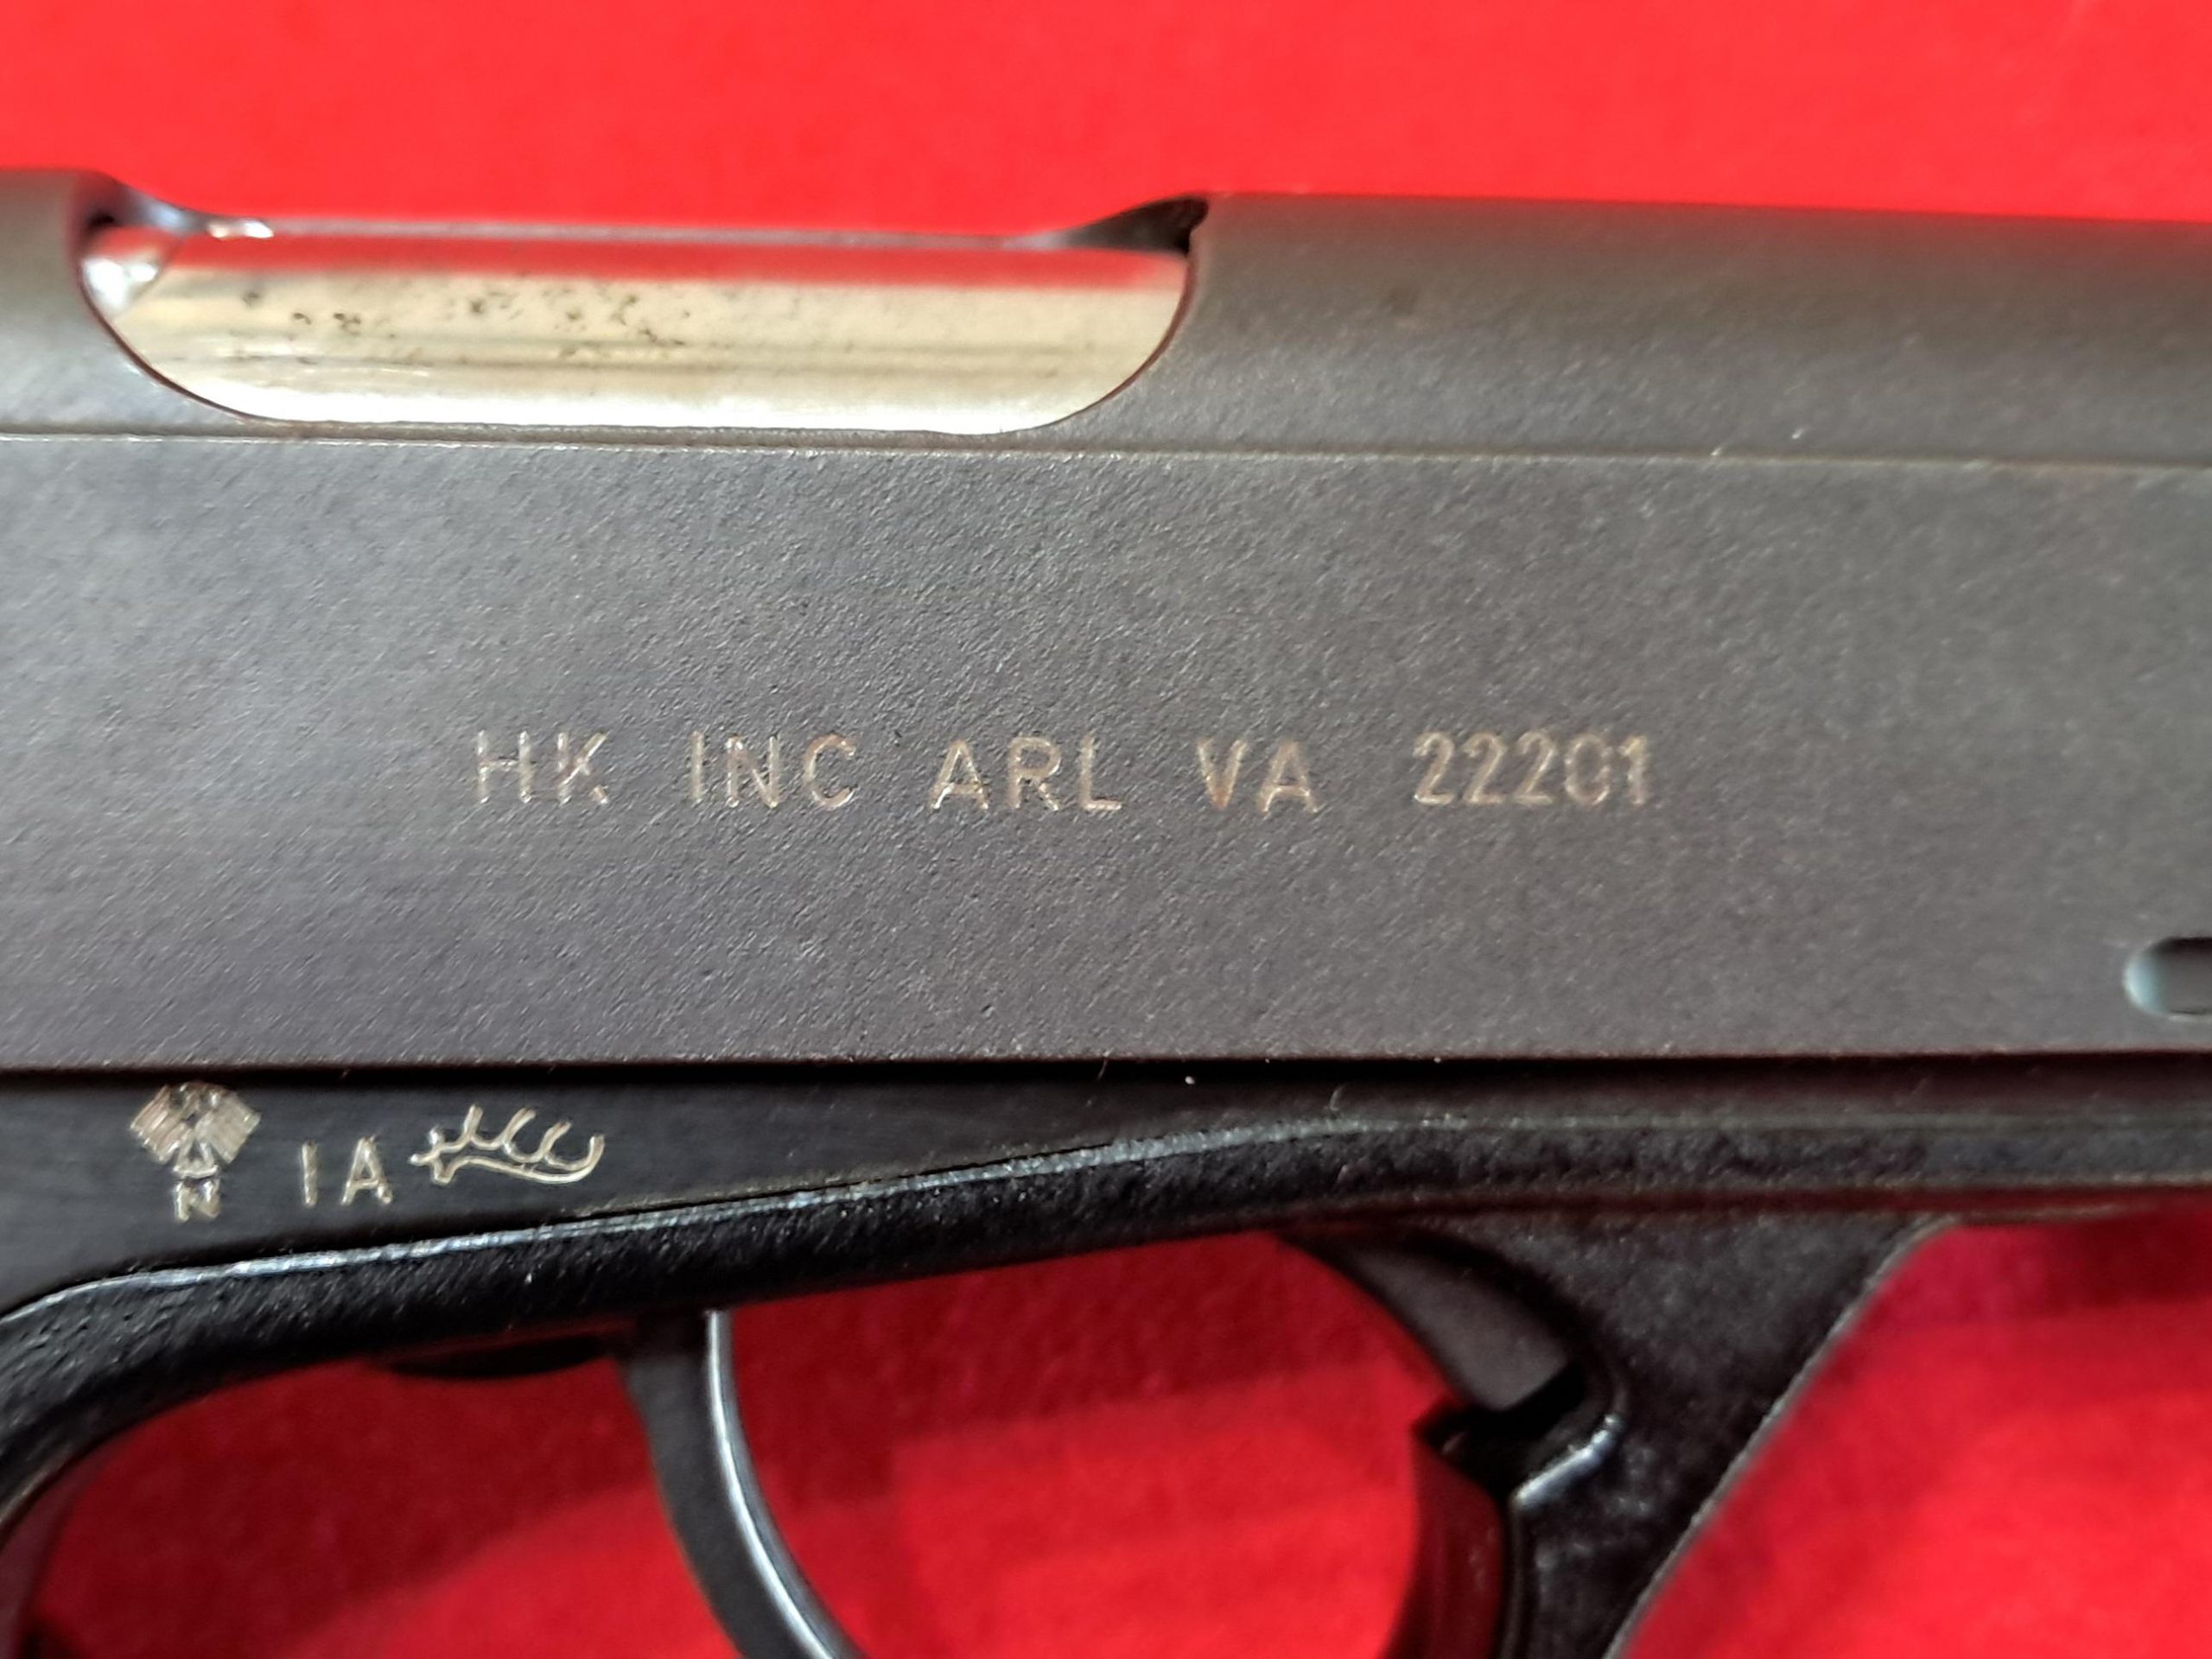 HK INC ARL VA 22201
N IA